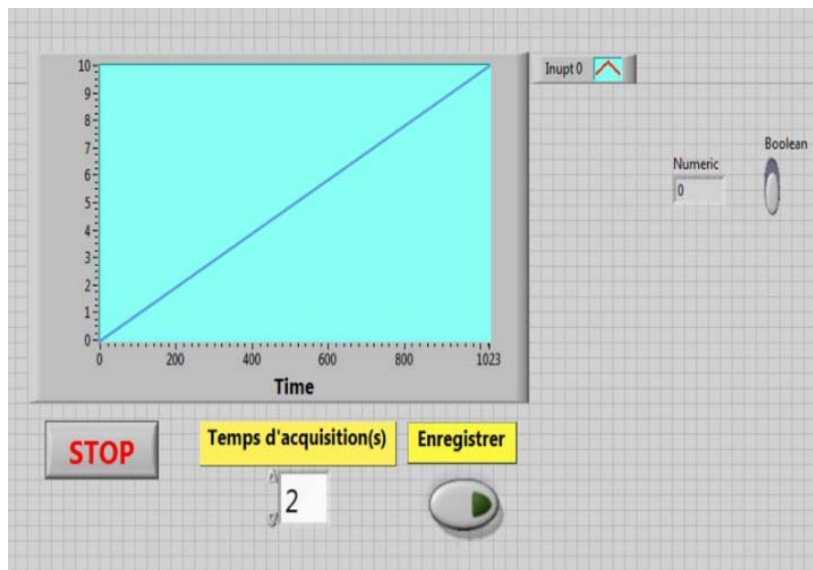 10
9
8
7
6
5
4
3
2
1
0
0 200 400 600 800 1023
Time
Inupt 0
Numeric
0
Boolean
STOP
Temps d'acquisition(s)
2
Enregistrer